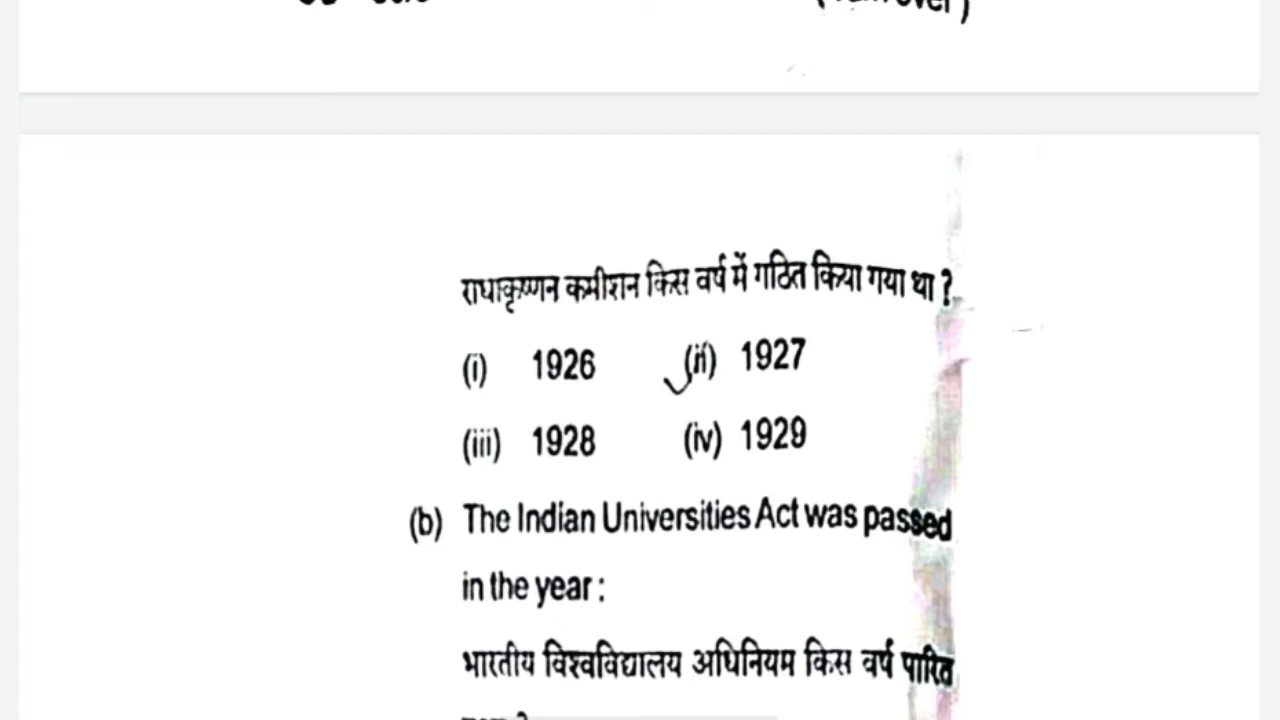 राधाकृष्णन कमीशन किस वर्ष में गठित किया गया था ?
(i) 1926 (ii) 1927
(iii) 1928 (iv) 1929
(b) The Indian Universities Act was passed
in the year :
भारतीय विश्वविद्यालय अधिनियम किस वर्ष पारित